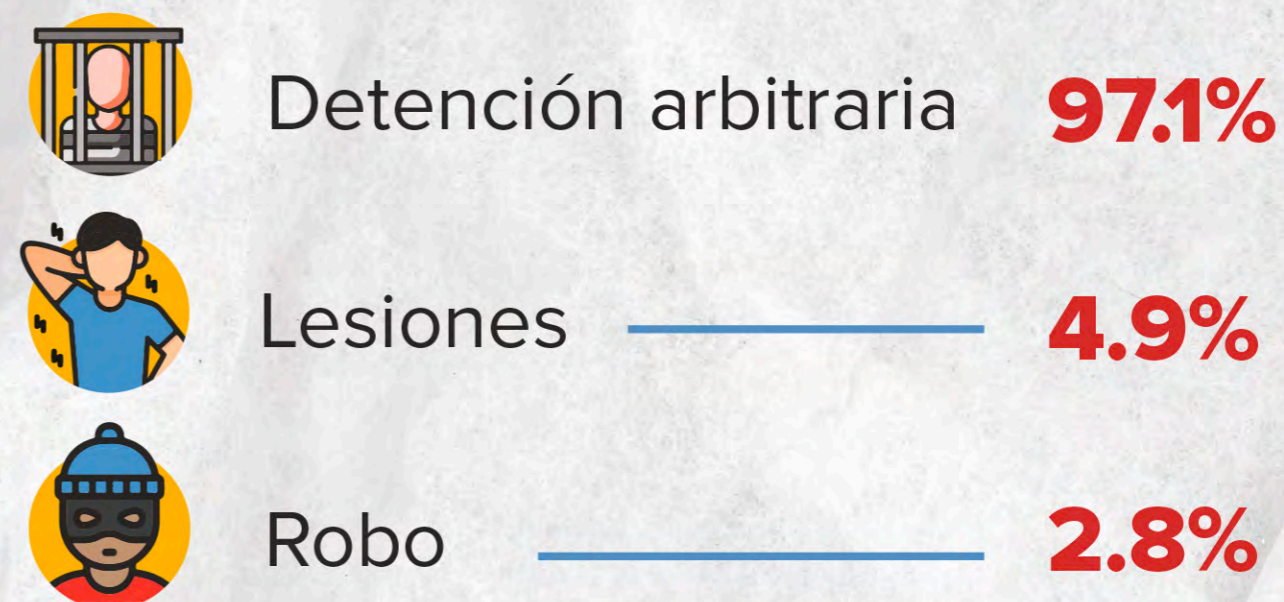 Detención arbitraria 97.1%
Lesiones 4.9%
Robo 2.8%